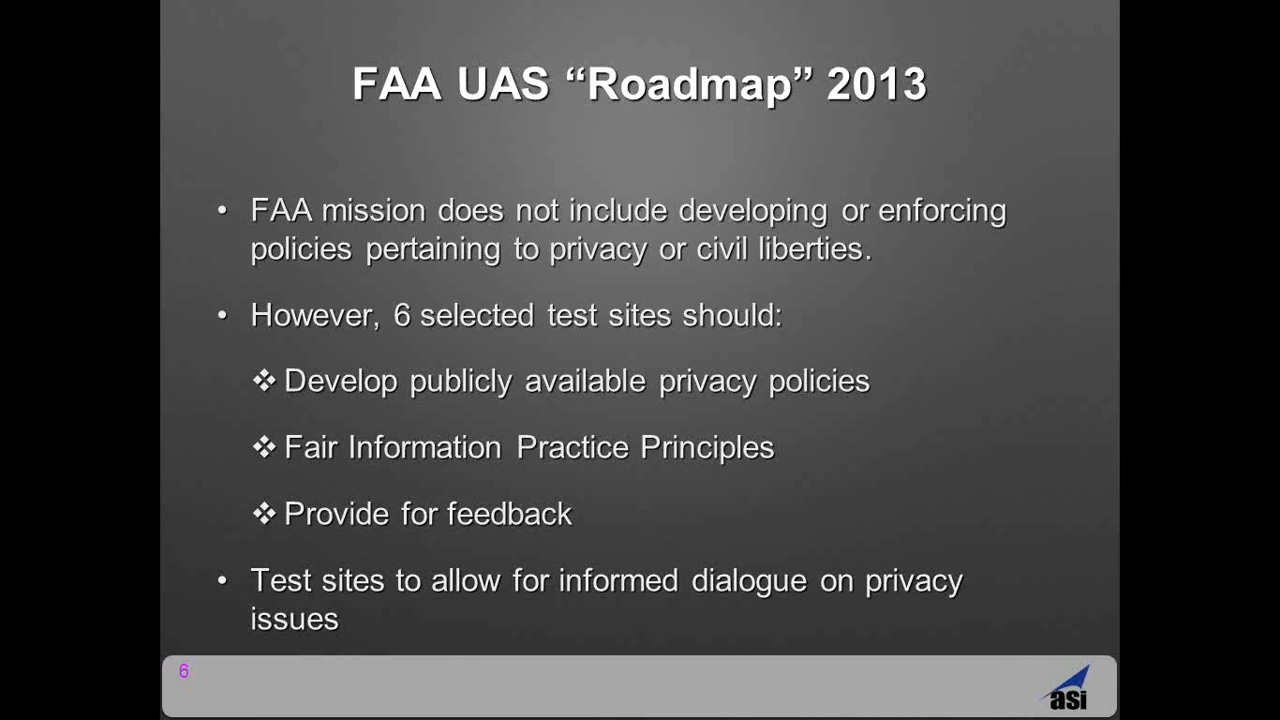 FAA UAS “Roadmap” 2013
• FAA mission does not include developing or enforcing
policies pertaining to privacy or civil liberties.
• However, 6 selected test sites should:
❖ Develop publicly available privacy policies
❖ Fair Information Practice Principles
❖ Provide for feedback
• Test sites to allow for informed dialogue on privacy
issues
6
asi